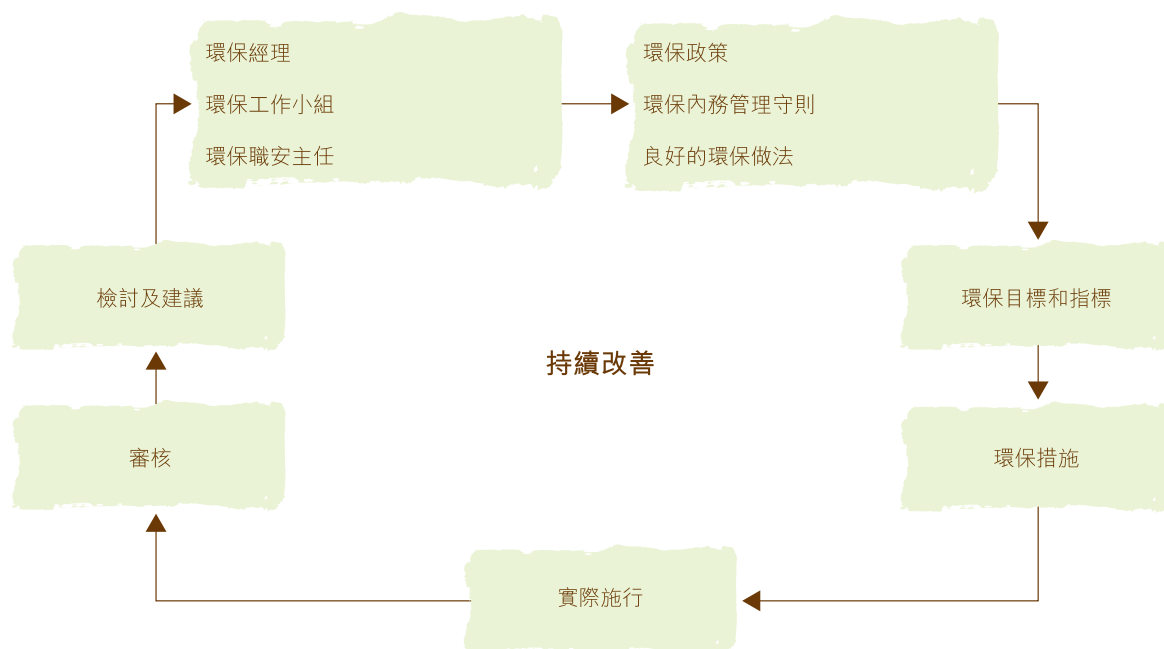 環保經理
環保工作小組
環保職安主任
環保政策
環保內務管理守則
良好的環保做法
檢討及建議
環保目標和指標
持續改善
審核
環保措施
實際施行